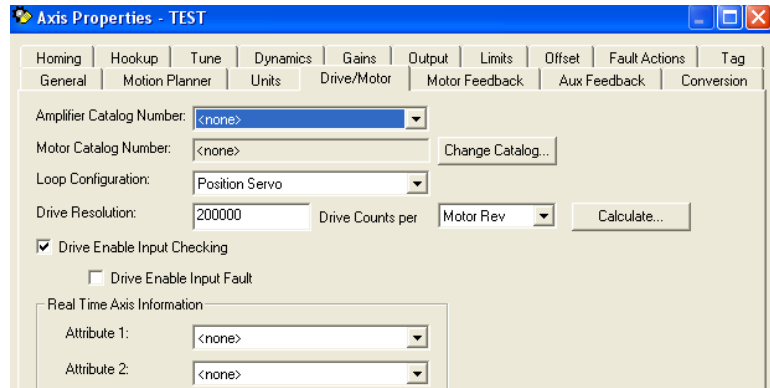 Axis Properties - TEST
Homing Hookup Tune Dynamics Gains Output Limits Offset Fault Actions Tag
General Motion Planner Units Drive/Motor Motor Feedback Aux Feedback Conversion
Amplifier Catalog Number: <none>
Motor Catalog Number: <none> Change Catalog...
Loop Configuration: Position Servo
Drive Resolution: 200000 Drive Counts per Motor Rev Calculate...
Drive Enable Input Checking
Drive Enable Input Fault
Real Time Axis Information
Attribute 1: <none>
Attribute 2: <none>